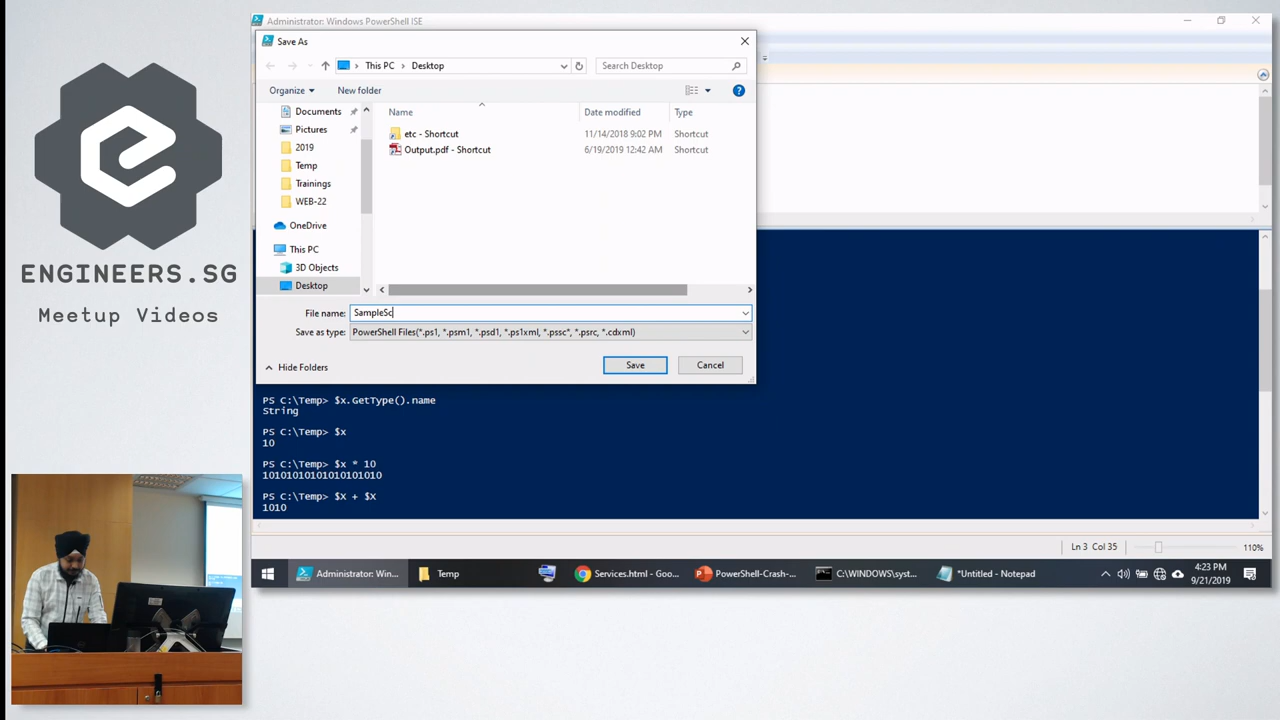 ENGINEERS.SG
Meetup Videos
Administrator: Windows PowerShell ISE
Save As
This PC
Desktop
Search Desktop
Organize
New folder
Documents
Pictures
2019
Temp
Trainings
WEB-22
OneDrive
This PC
3D Objects
Desktop
Name
Date modified
Type
etc - Shortcut
11/14/2018 9:02 PM
Shortcut
Output.pdf - Shortcut
6/19/2019 12:42 AM
Shortcut
File name:
SampleSc
Save as type:
PowerShell Files(*.ps1, *.psm1, *.psd1, *.ps1xml, *.pssc*, *.psrc, *.cdxml)
Hide Folders
Save
Cancel
PS C:\Temp> $x.GetType().name
String
PS C:\Temp> $x
10
PS C:\Temp> $x * 10
10101010101010101010
PS C:\Temp> $x + $x
1010
Ln 3 Col 35
110%
Administrator: Win...
Temp
Services.html - Goo...
PowerShell-Crash-...
C:\WINDOWS\syst...
*Untitled - Notepad
4:23 PM
9/21/2019